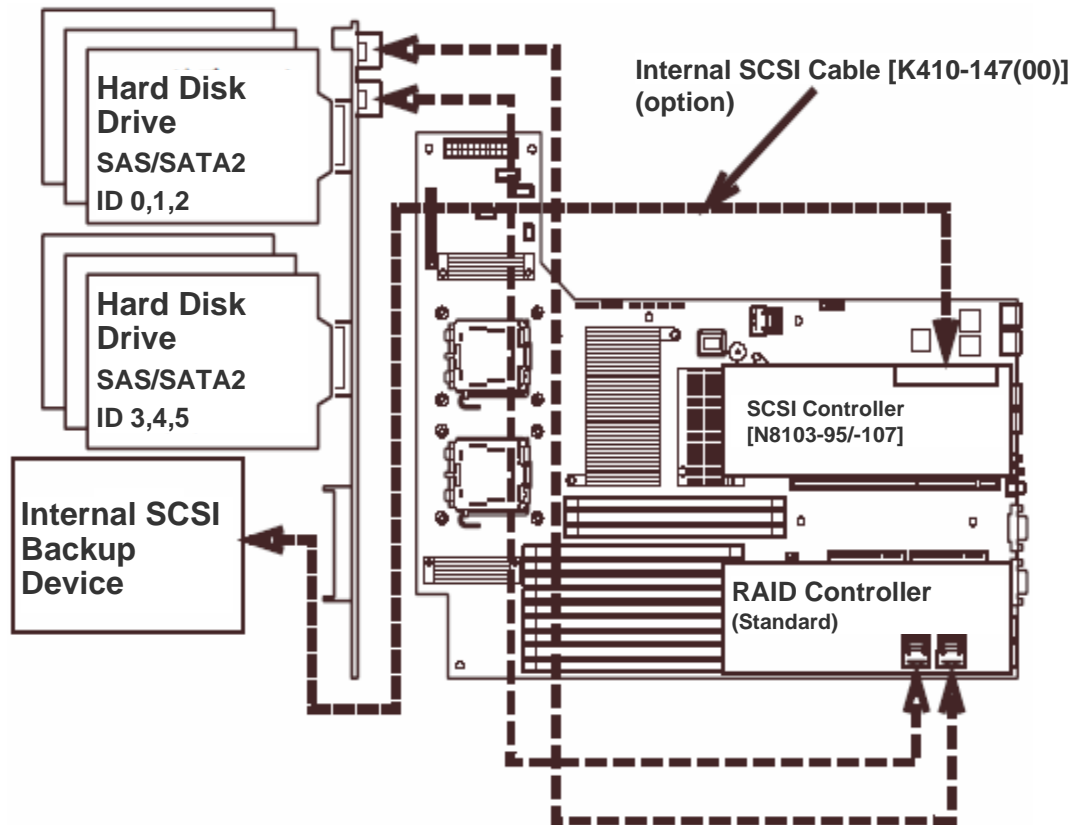 Hard Disk
Drive
SAS/SATA2
ID 0,1,2
Internal SCSI Cable [K410-147(00)]
(option)
Hard Disk
Drive
SAS/SATA2
ID 3,4,5
SCSI Controller
[N8103-95/-107]
Internal SCSI
Backup
Device
RAID Controller
(Standard)